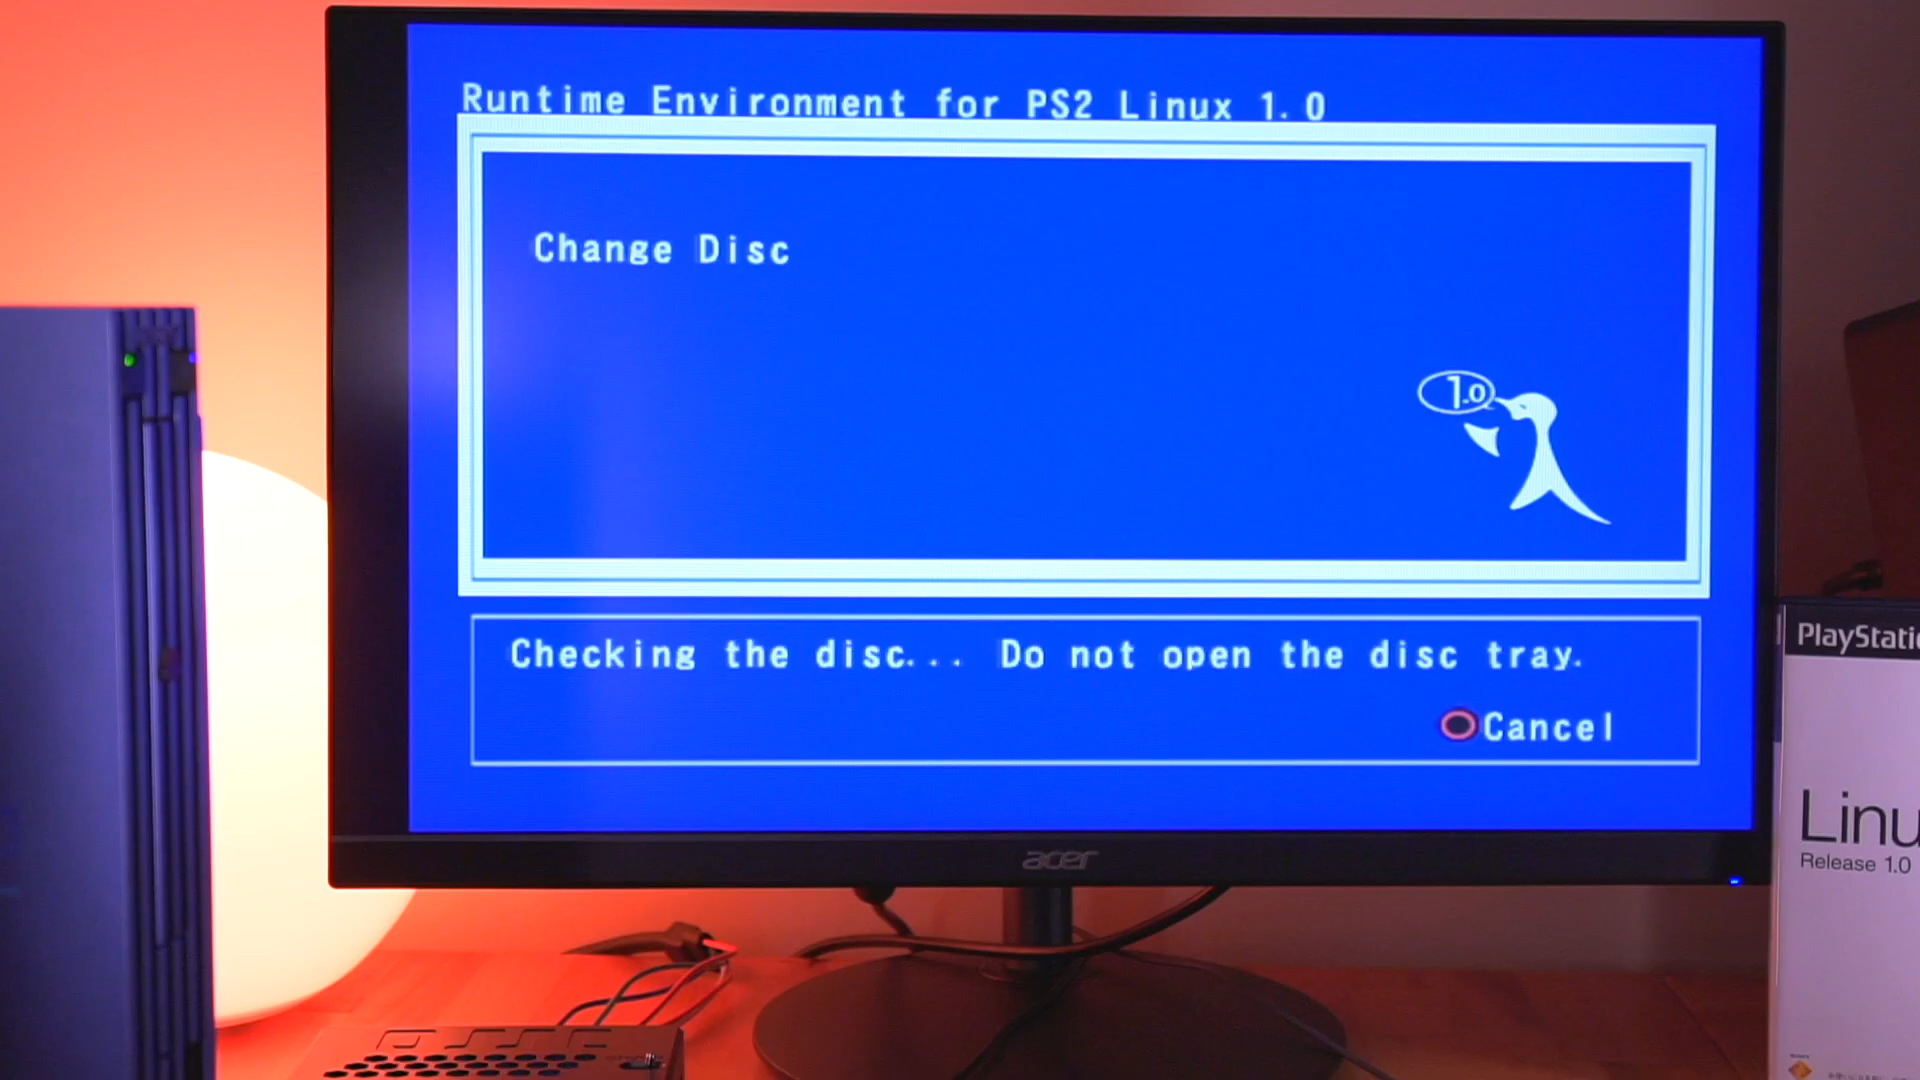 Runtime Environment for PS2 Linux 1.0
Change Disc
1.0
Checking the disc... Do not open the disc tray.
Cancel
acer
PlayStatio
Linu
Release 1.0